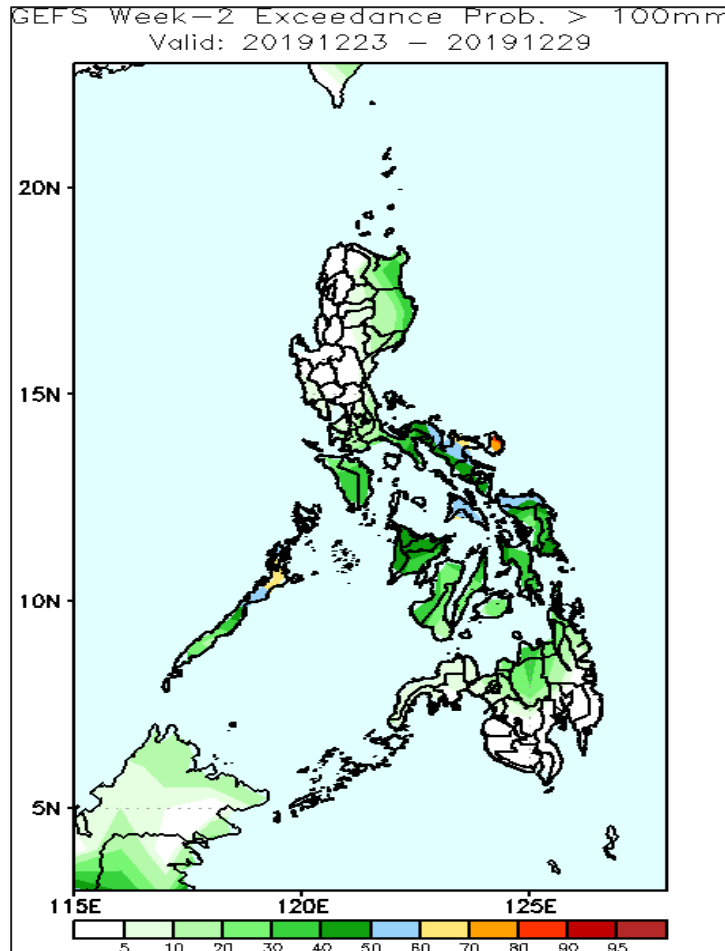 GEFS Week-2 Exceedance Prob. > 100mm
Valid: 20191223 - 20191229
20N
15N
10N
5N
115E 120E 125E
5 10 20 30 40 50 60 70 80 90 95